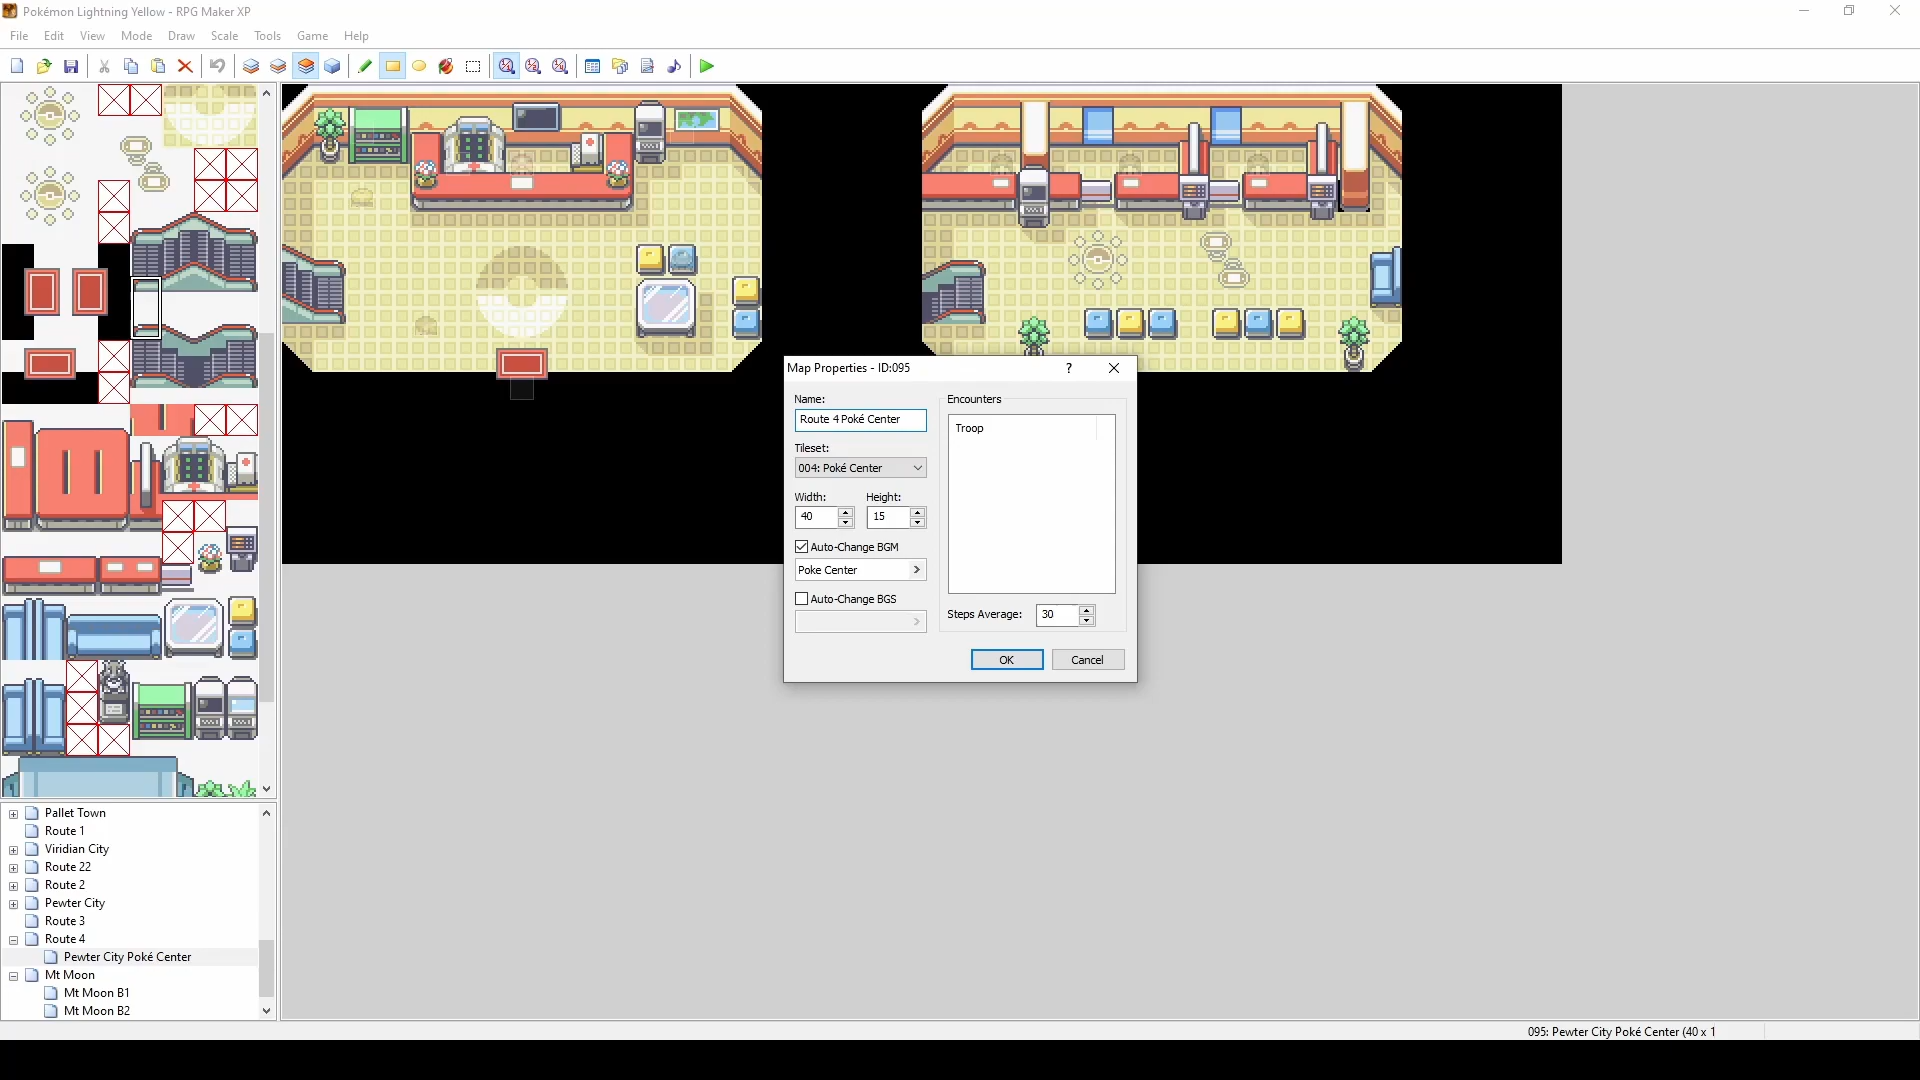 Pokémon Lightning Yellow - RPG Maker XP
File Edit View Mode Draw Scale Tools Game Help
Map Properties - ID:095
?
Name:
Route 4 Poké Center
Tileset:
004: Poké Center
Width:
Height:
40
15
Auto-Change BGM
Poke Center
Auto-Change BGS
Encounters
Troop
Steps Average:
30
OK
Cancel
Pallet Town
Route 1
Viridian City
Route 22
Route 2
Pewter City
Route 3
Route 4
Pewter City Poké Center
Mt Moon
Mt Moon B1
Mt Moon B2
095: Pewter City Poké Center (40 x 1